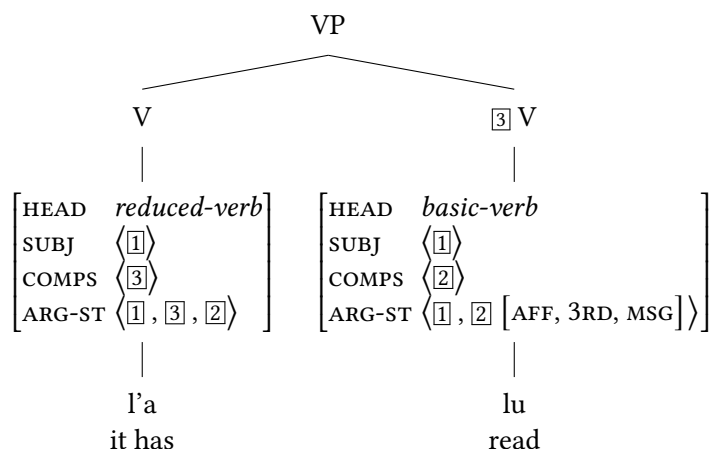 VP
V [3] V
[HEAD reduced-verb] [HEAD basic-verb]
[SUBJ ⟨[1]⟩] [SUBJ ⟨[1]⟩]
[COMPS ⟨[3]⟩] [COMPS ⟨[2]⟩]
[ARG-ST ⟨[1], [3], [2]⟩] [ARG-ST ⟨[1], [2] [AFF, 3RD, MSG]⟩]
l'a lu
it has read